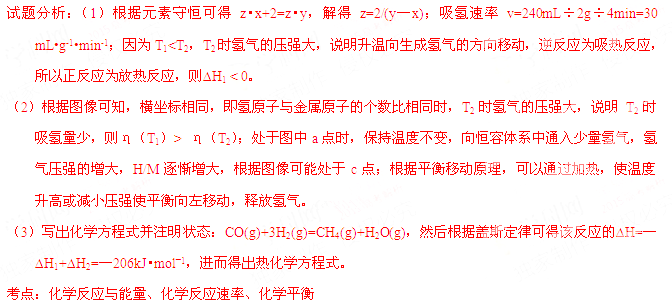 试题分析：（1）根据元素守恒可得 z•x+2=z•y，解得 z=2/(y—x)；吸氢速率 v=240mL÷2g÷4min=30
mL•g-1•min-1；因为 T1<T2，T2时氢气的压强大，说明升温向生成氢气的方向移动，逆反应为吸热反应，
所以正反应为放热反应，则ΔH1＜0。
（2）根据图像可知，横坐标相同，即氢原子与金属原子的个数比相同时，T2 时氢气的压强大，说明 T2 时
吸氢量少，则 η（T1）＞ η（T2）；处于图中 a 点时，保持温度不变，向恒容体系中通入少量氢气，氢
气压强的增大，H/M 逐惭增大，根据图像可能处于 c 点；根据平衡移动原理，可以通过加热，使温度
升高或减小压强使平衡向左移动，释放氢气。
（3）写出化学方程式并注明状态：CO(g)+3H2(g)=CH4(g)+H2O(g)，然后根据盖斯定律可得该反应的ΔH=—
ΔH1+ΔH2=—206kJ•mol−1，进而得出热化学方程式。
考点：化学反应与能量、化学反应速率、化学平衡